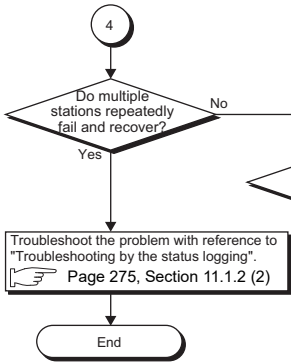 4
Do multiple
stations repeatedly
fail and recover?
No
Yes
Troubleshoot the problem with reference to
"Troubleshooting by the status logging".
Page 275, Section 11.1.2 (2)
End